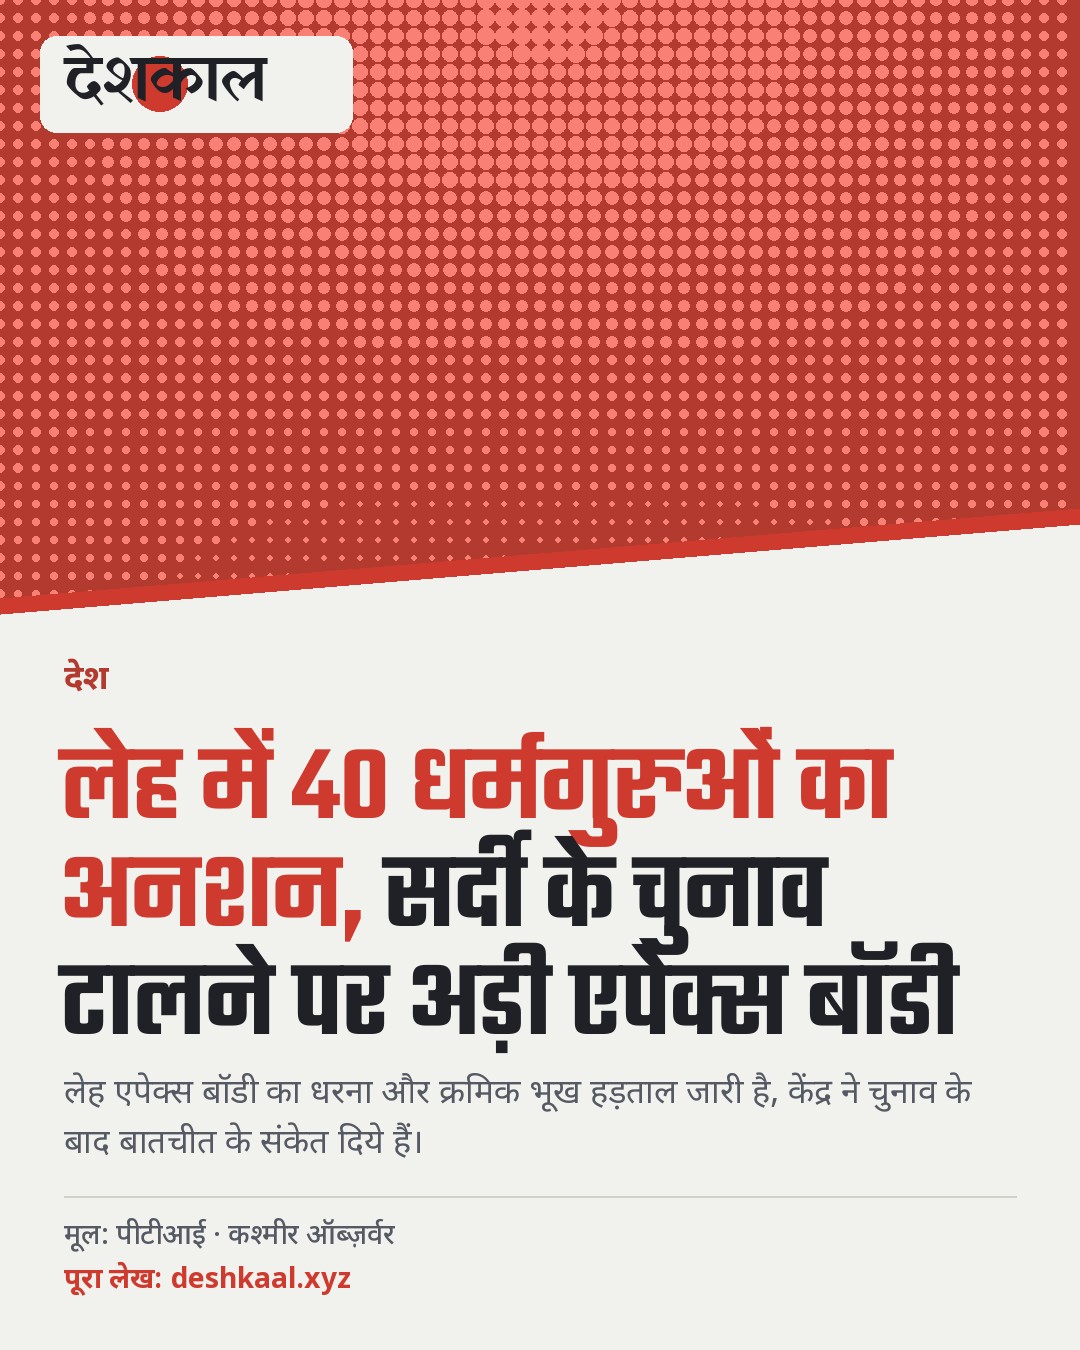 देशकाल
देश
लेह में 40 धर्मगुरुओं का
अनशन, सर्दी के चुनाव
टालने पर अड़ी एपेक्स बॉडी
लेह एपेक्स बॉडी का धरना और क्रमिक भूख हड़ताल जारी है, केंद्र ने चुनाव के
बाद बातचीत के संकेत दिये हैं।
मूल: पीटीआई · कश्मीर ऑब्ज़र्वर
पूरा लेख: deshkaal.xyz